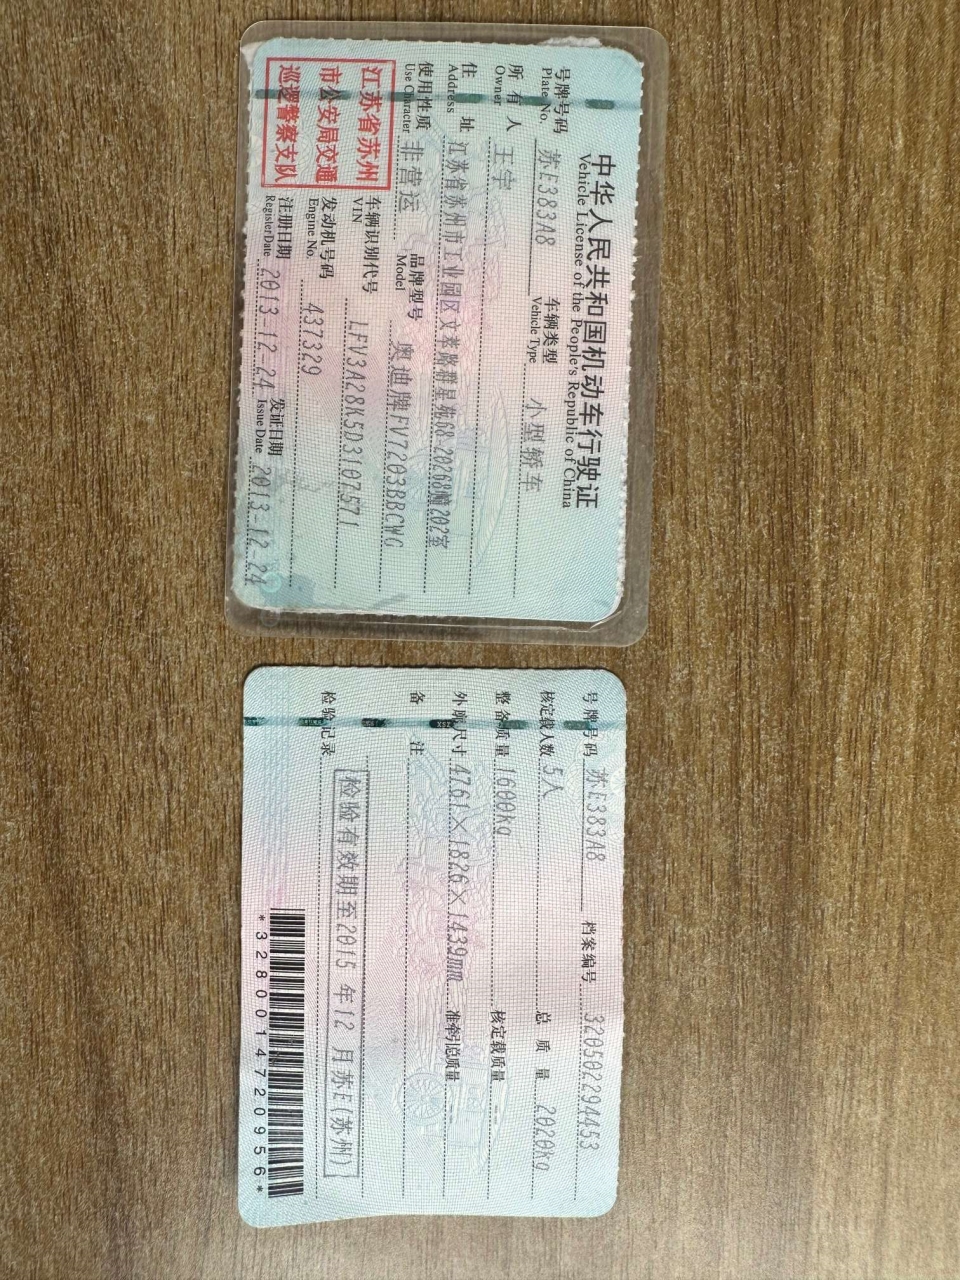 中华人民共和国机动车行驶证
Vehicle License of the People's Republic of China
号牌号码 苏E383A8 车辆类型 小型轿车
Plate No. Vehicle Type
所有人 王宇
Owner
住址 江苏省苏州市工业园区文萃路群星苑68-20268幢202室
Address
使用性质 非营运 品牌型号 奥迪牌FV7203BBCWG
Use Character Model
江苏省苏州
市公安局交通
巡逻警察支队
车辆识别代号 LFV3A28K5D3107571
VIN
发动机号码 437329
Engine No.
注册日期 2013-12-24 发证日期 2013-12-24
Register Date Issue Date
号牌号码 苏E383A8 档案编号 320502294453
核定载人数 5人 总质量 2020kg
整备质量 1600kg 核定载质量 --
外廓尺寸 4761×1826×1439mm 准牵引总质量 --
备注
检验记录 检验有效期至2015年12月苏E(苏州)
*3280014720956*